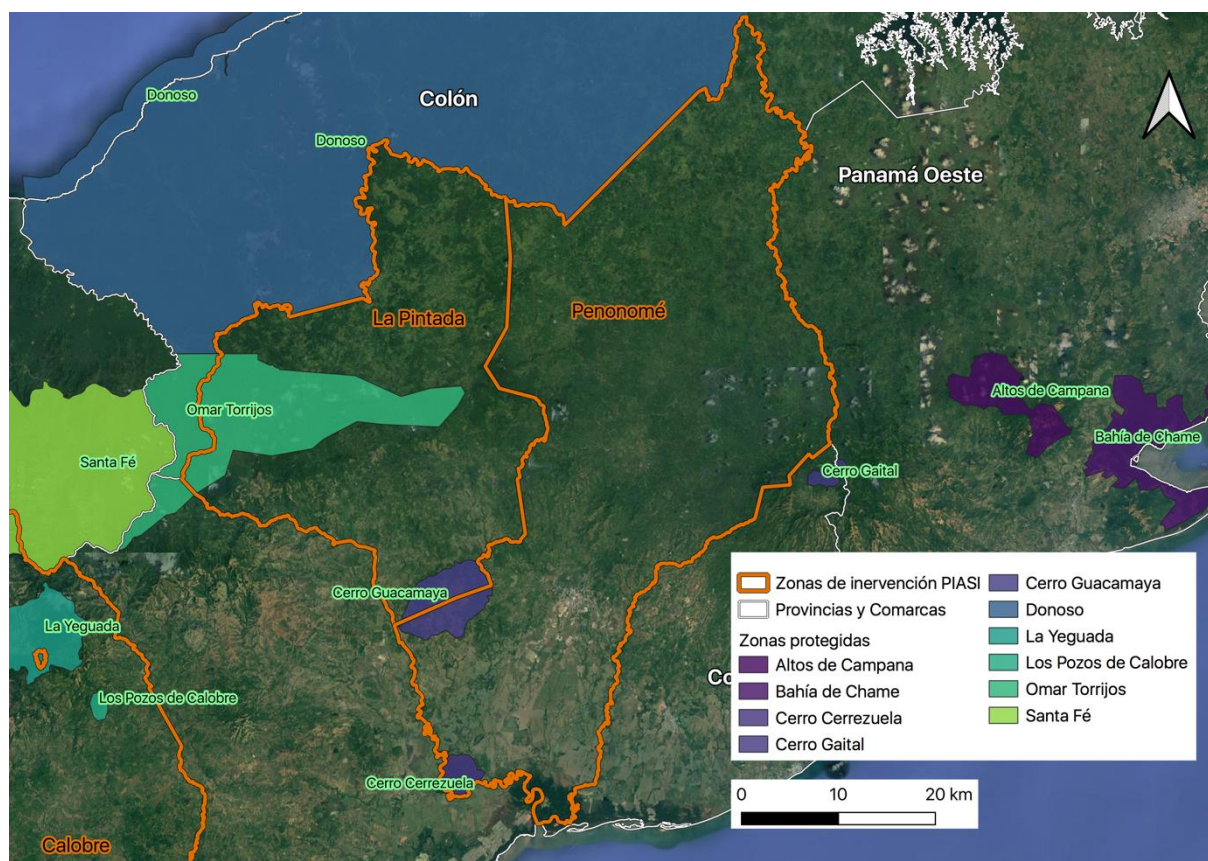 Donoso
Colón
Donoso
Panamá Oeste
La Pintada
Penonomé
Altos de Campana
Omar Torrijos
Bahía de Chame
Santa Fé
Cerro Gaital
Cerro Guacamaya
La Yeguada
Los Pozos de Calobre
Co
Cerro Cerrezuela
Calobre
Zonas de inervención PIASI
Provincias y Comarcas
Zonas protegidas
Altos de Campana
Bahía de Chame
Cerro Cerrezuela
Cerro Gaital
Cerro Guacamaya
Donoso
La Yeguada
Los Pozos de Calobre
Omar Torrijos
Santa Fé
0 10 20 km